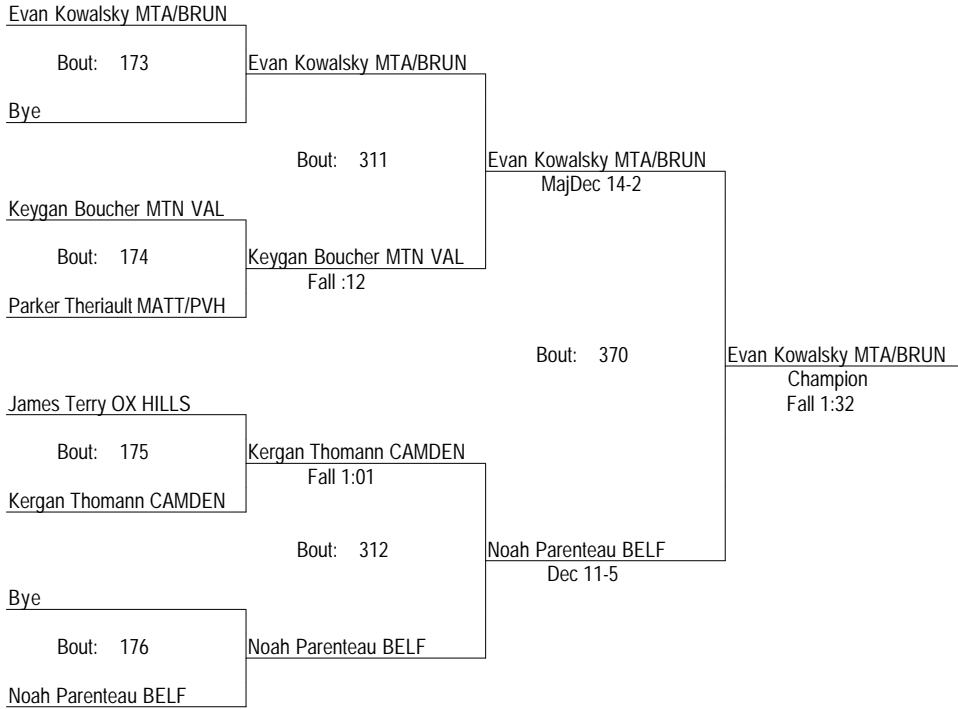 Evan Kowalsky MTA/BRUN
Bout: 173
Evan Kowalsky MTA/BRUN
Bye
Bout: 311
Evan Kowalsky MTA/BRUN
MajDec 14-2
Keygan Boucher MTN VAL
Bout: 174
Keygan Boucher MTN VAL
Fall :12
Parker Theriault MATT/PVH
Bout: 370
Evan Kowalsky MTA/BRUN
Champion
Fall 1:32
James Terry OX HILLS
Bout: 175
Kergan Thomann CAMDEN
Fall 1:01
Kergan Thomann CAMDEN
Bout: 312
Noah Parenteau BELF
Dec 11-5
Bye
Bout: 176
Noah Parenteau BELF
Noah Parenteau BELF